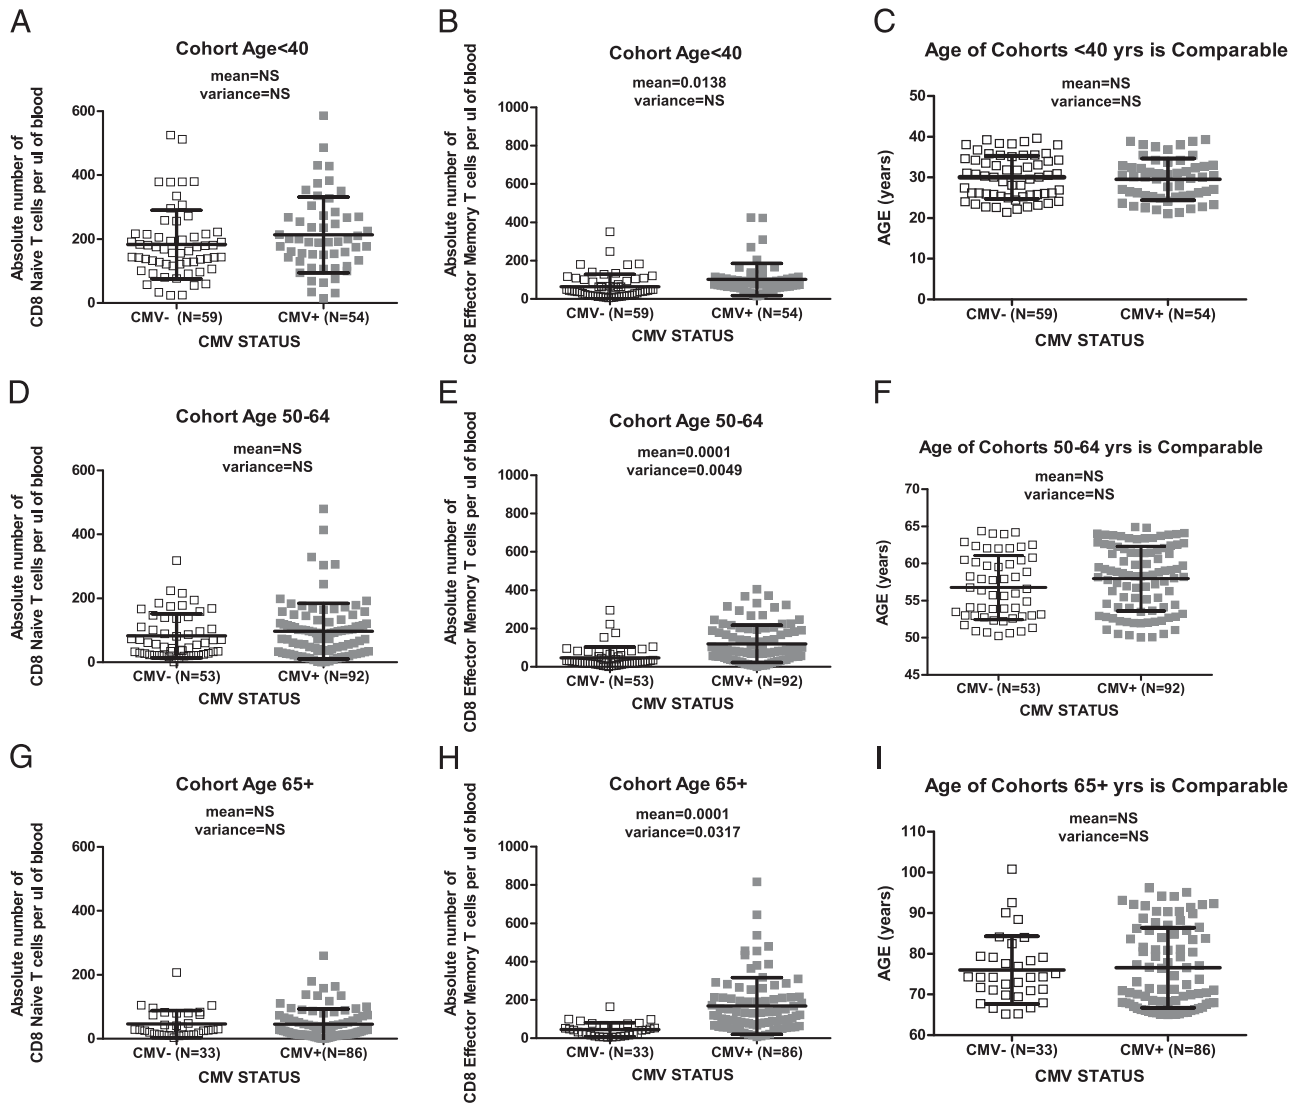 A
Cohort Age<40
mean=NS
variance=NS
Absolute number of
CD8 Naive T cells per ul of blood
600
400
200
0
CMV- (N=59)
CMV+ (N=54)
CMV STATUS
B
Cohort Age<40
mean=0.0138
variance=NS
Absolute number of
CD8 Effector Memory T cells per ul of blood
1000
800
600
400
200
0
CMV- (N=59)
CMV+ (N=54)
CMV STATUS
C
Age of Cohorts <40 yrs is Comparable
mean=NS
variance=NS
AGE (years)
50
40
30
20
10
0
CMV- (N=59)
CMV+ (N=54)
CMV STATUS
D
Cohort Age 50-64
mean=NS
variance=NS
Absolute number of
CD8 Naive T cells per ul of blood
600
400
200
0
CMV- (N=53)
CMV+ (N=92)
CMV STATUS
E
Cohort Age 50-64
mean=0.0001
variance=0.0049
Absolute number of
CD8 Effector Memory T cells per ul of blood
1000
800
600
400
200
0
CMV- (N=53)
CMV+ (N=92)
CMV STATUS
F
Age of Cohorts 50-64 yrs is Comparable
mean=NS
variance=NS
AGE (years)
70
65
60
55
50
45
CMV- (N=53)
CMV+ (N=92)
CMV STATUS
G
Cohort Age 65+
mean=NS
variance=NS
Absolute number of
CD8 Naive T cells per ul of blood
600
400
200
0
CMV- (N=33)
CMV+(N=86)
CMV STATUS
H
Cohort Age 65+
mean=0.0001
variance=0.0317
Absolute number of
CD8 Effector Memory T cells per ul of blood
1000
800
600
400
200
0
CMV- (N=33)
CMV+ (N=86)
CMV STATUS
I
Age of Cohorts 65+ yrs is Comparable
mean=NS
variance=NS
AGE (years)
110
100
90
80
70
60
CMV- (N=33)
CMV+ (N=86)
CMV STATUS